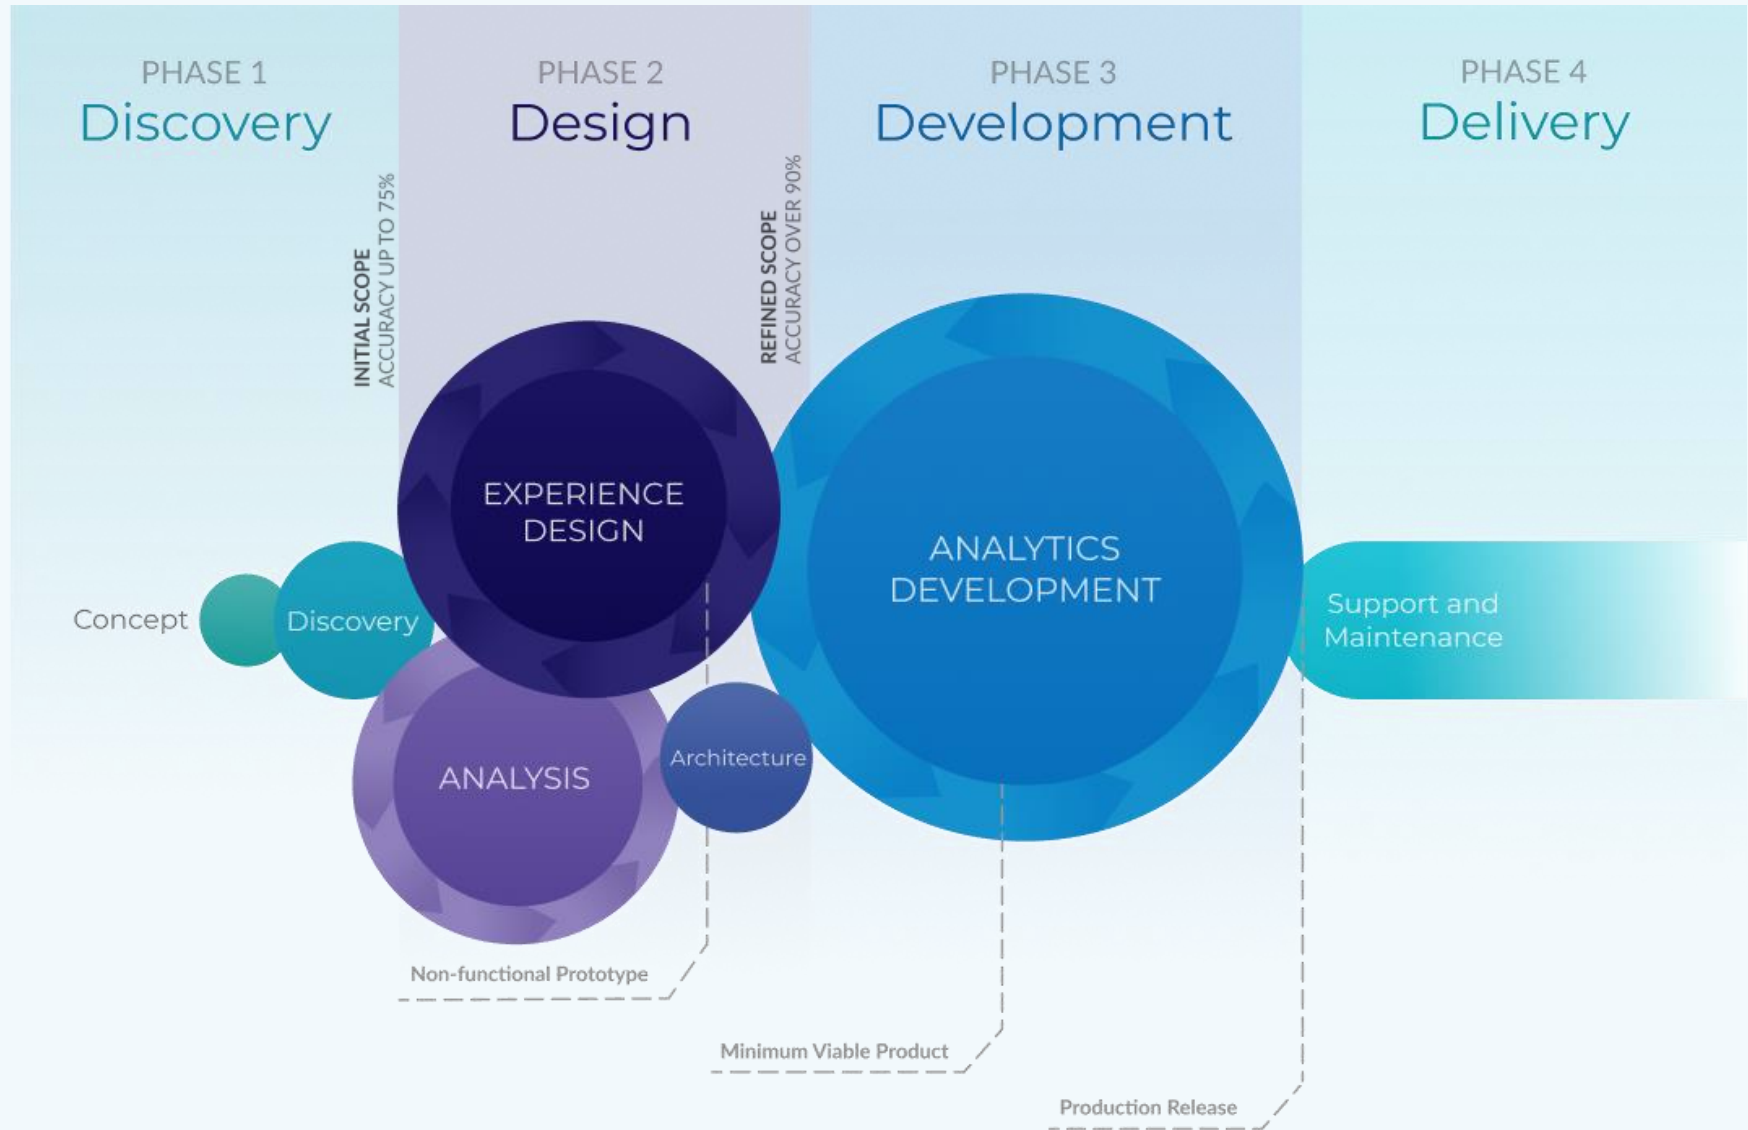 PHASE 1
Discovery
PHASE 2
Design
PHASE 3
Development
PHASE 4
Delivery
INITIAL SCOPE
ACCURACY UP TO 75%
REFINED SCOPE
ACCURACY OVER 90%
Concept
Discovery
EXPERIENCE
DESIGN
ANALYSIS
Architecture
ANALYTICS
DEVELOPMENT
Support and
Maintenance
Non-functional Prototype
Minimum Viable Product
Production Release